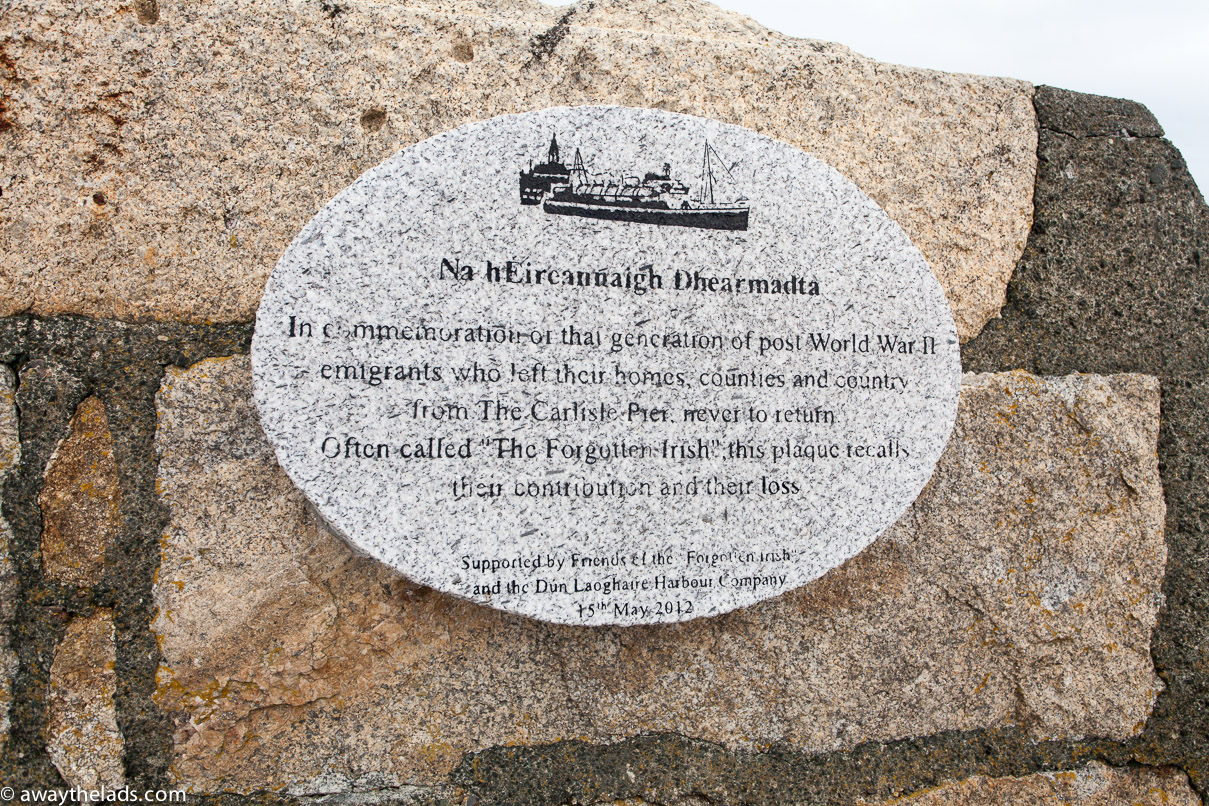 Na hEireannaigh Dhearmadta
In commemoration of that generation of post World War II
emigrants who left their homes, counties and country
from The Carlisle Pier, never to return.
Often called "The Forgotten Irish", this plaque recalls
their contribution and their loss
Supported by Friends of the "Forgotten Irish"
and the Dún Laoghaire Harbour Company
15th May 2012
© awaythelads.com